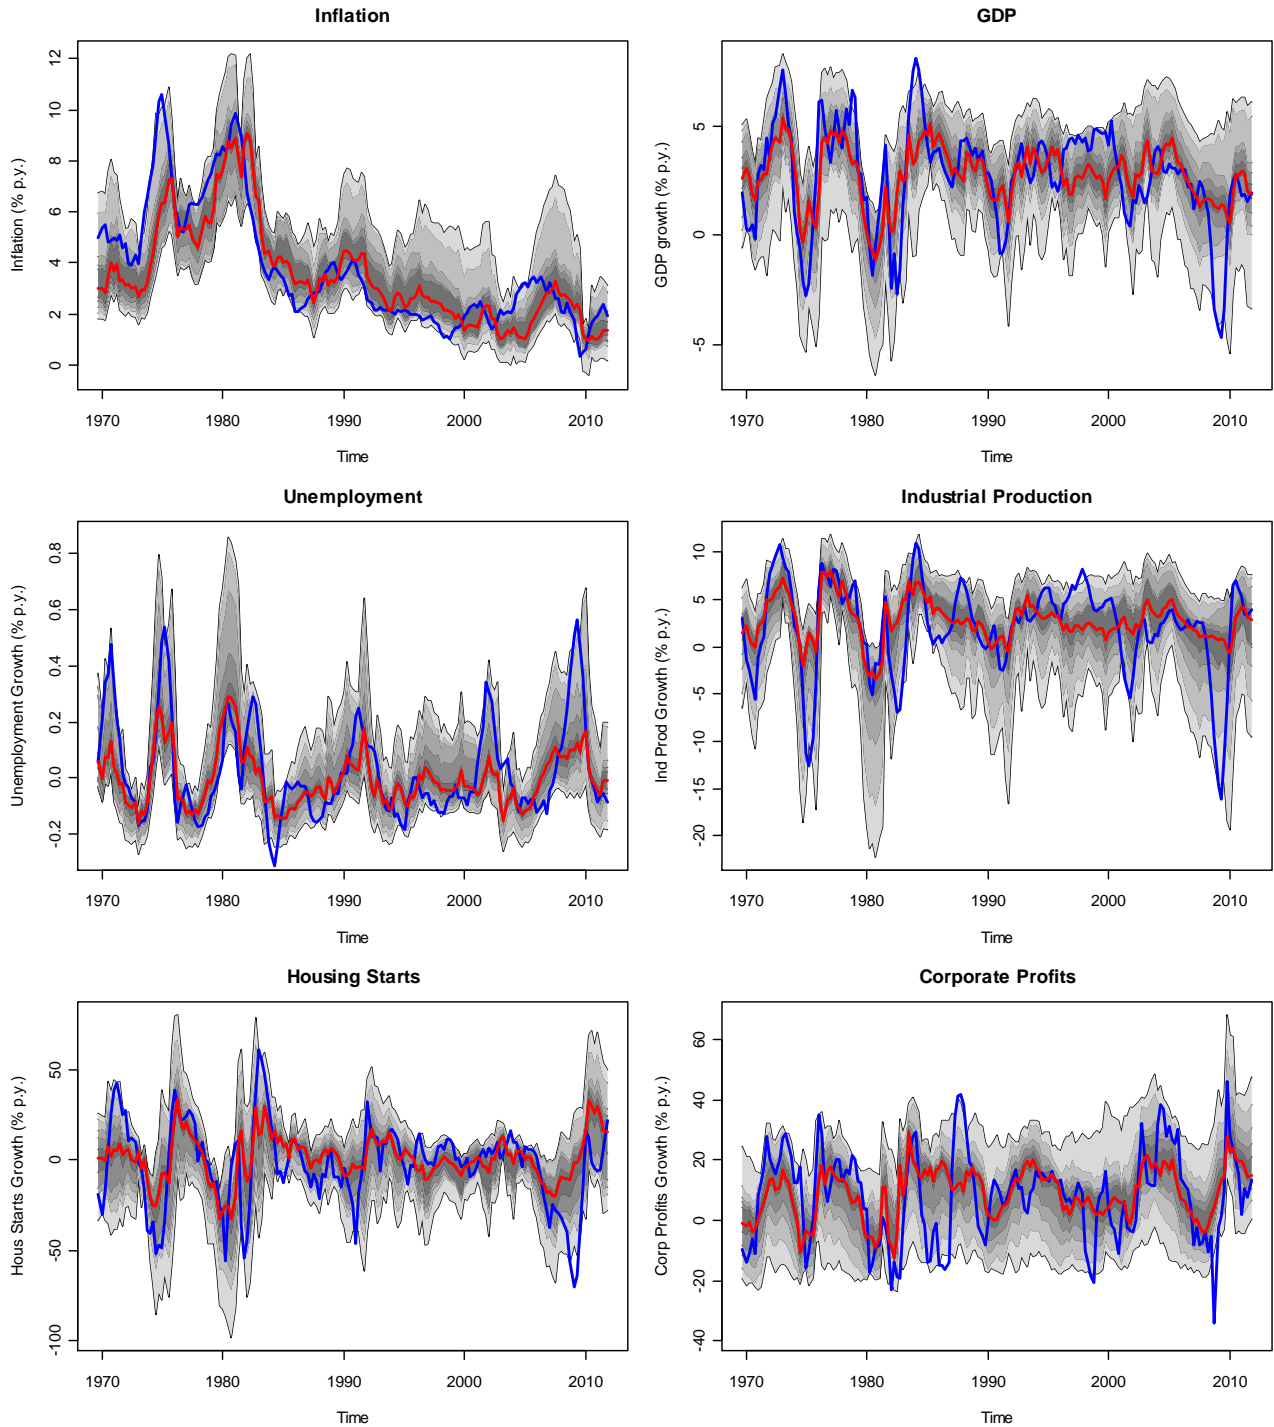 Inflation
Inflation (% p.y.)
12
10
8
6
4
2
0
1970 1980 1990 2000 2010
Time
GDP
GDP growth (% p.y.)
5
0
-5
1970 1980 1990 2000 2010
Time
Unemployment
Unemployment Growth (% p.y.)
0.8
0.6
0.4
0.2
0.0
-0.2
1970 1980 1990 2000 2010
Time
Industrial Production
Ind Prod Growth (% p.y.)
10
5
0
-5
-10
-15
-20
1970 1980 1990 2000 2010
Time
Housing Starts
Hous Starts Growth (% p.y.)
50
0
-50
-100
1970 1980 1990 2000 2010
Time
Corporate Profits
Corp Profits Growth (% p.y.)
60
40
20
0
-20
-40
1970 1980 1990 2000 2010
Time